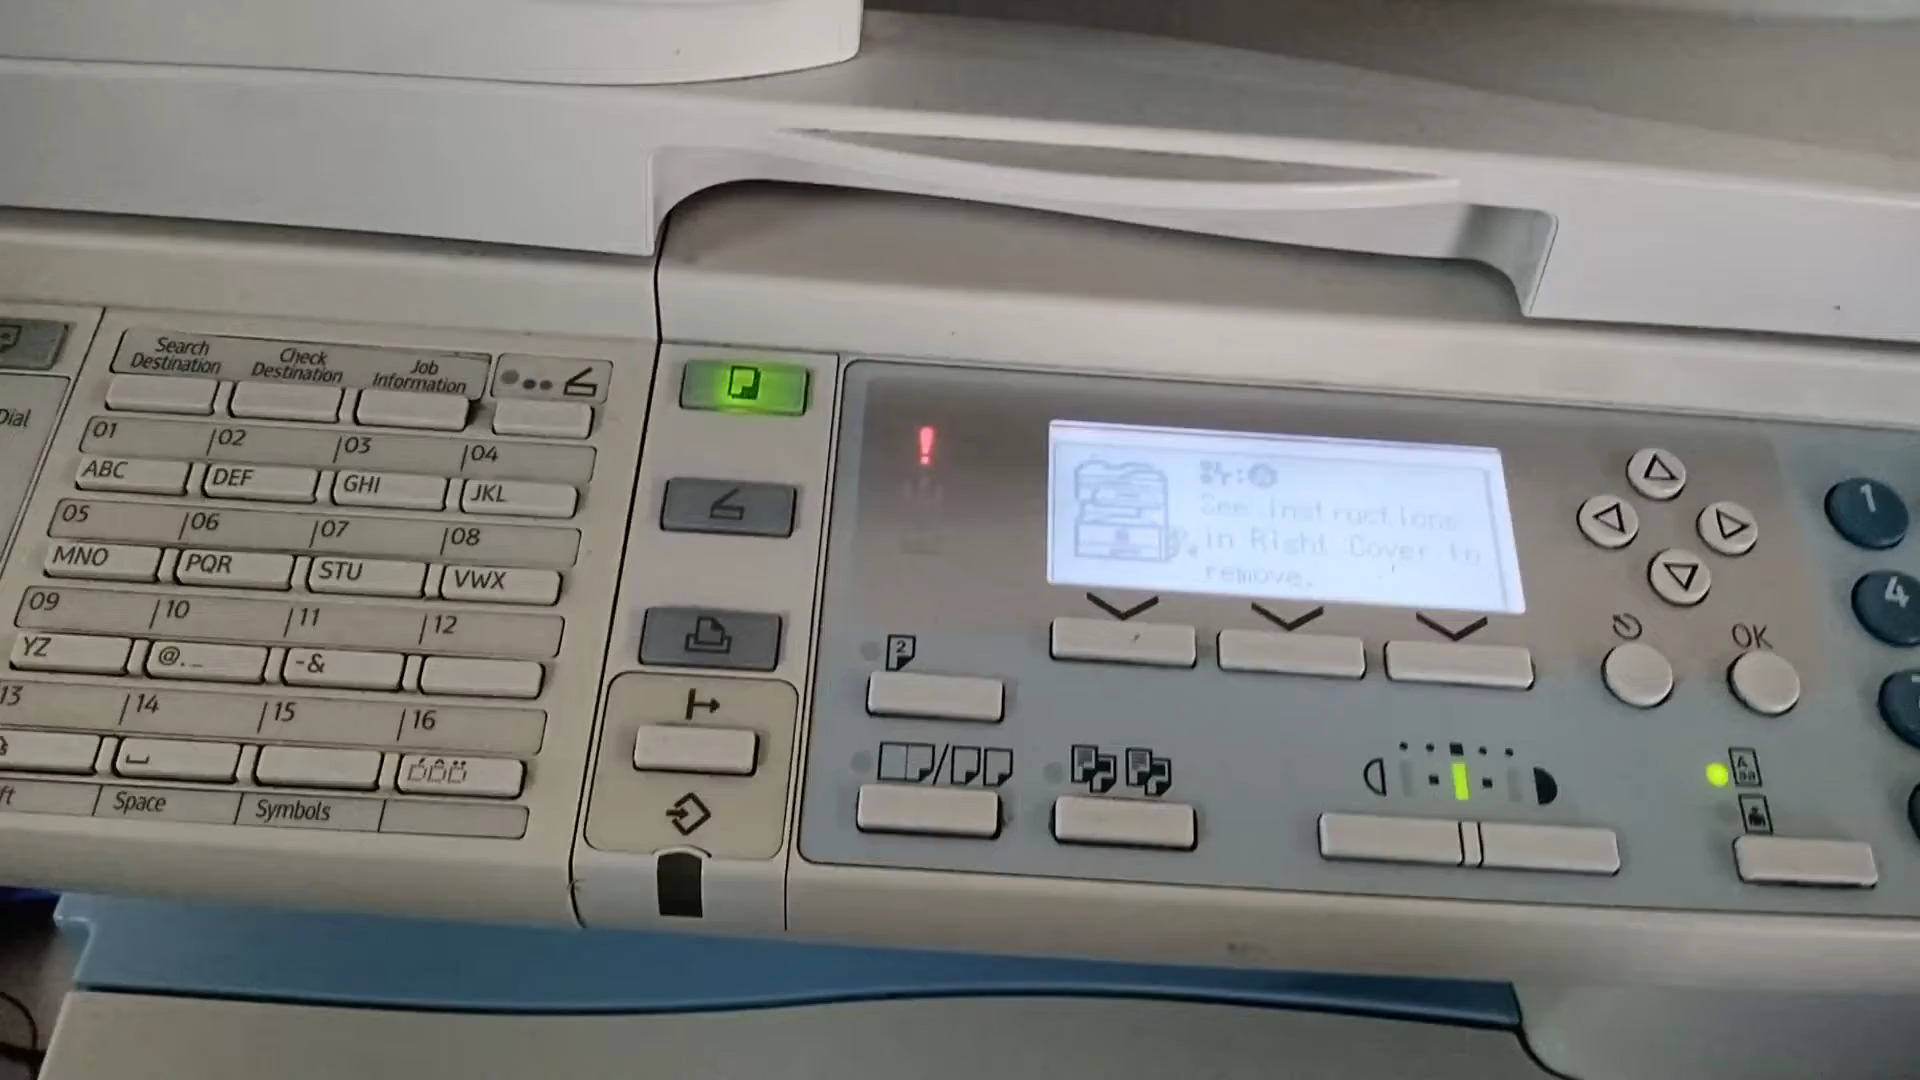 Search
Destination
Check
Destination
Job
Information
Dial
01 02 03 04
ABC DEF GHI JKL
05 06 07 08
MNO PQR STU VWX
09 10 11 12
YZ @._ -&
13 14 15 16
Space Symbols
See instructions
in Right Cover to
remove.
OK
2
A
aa
1
4